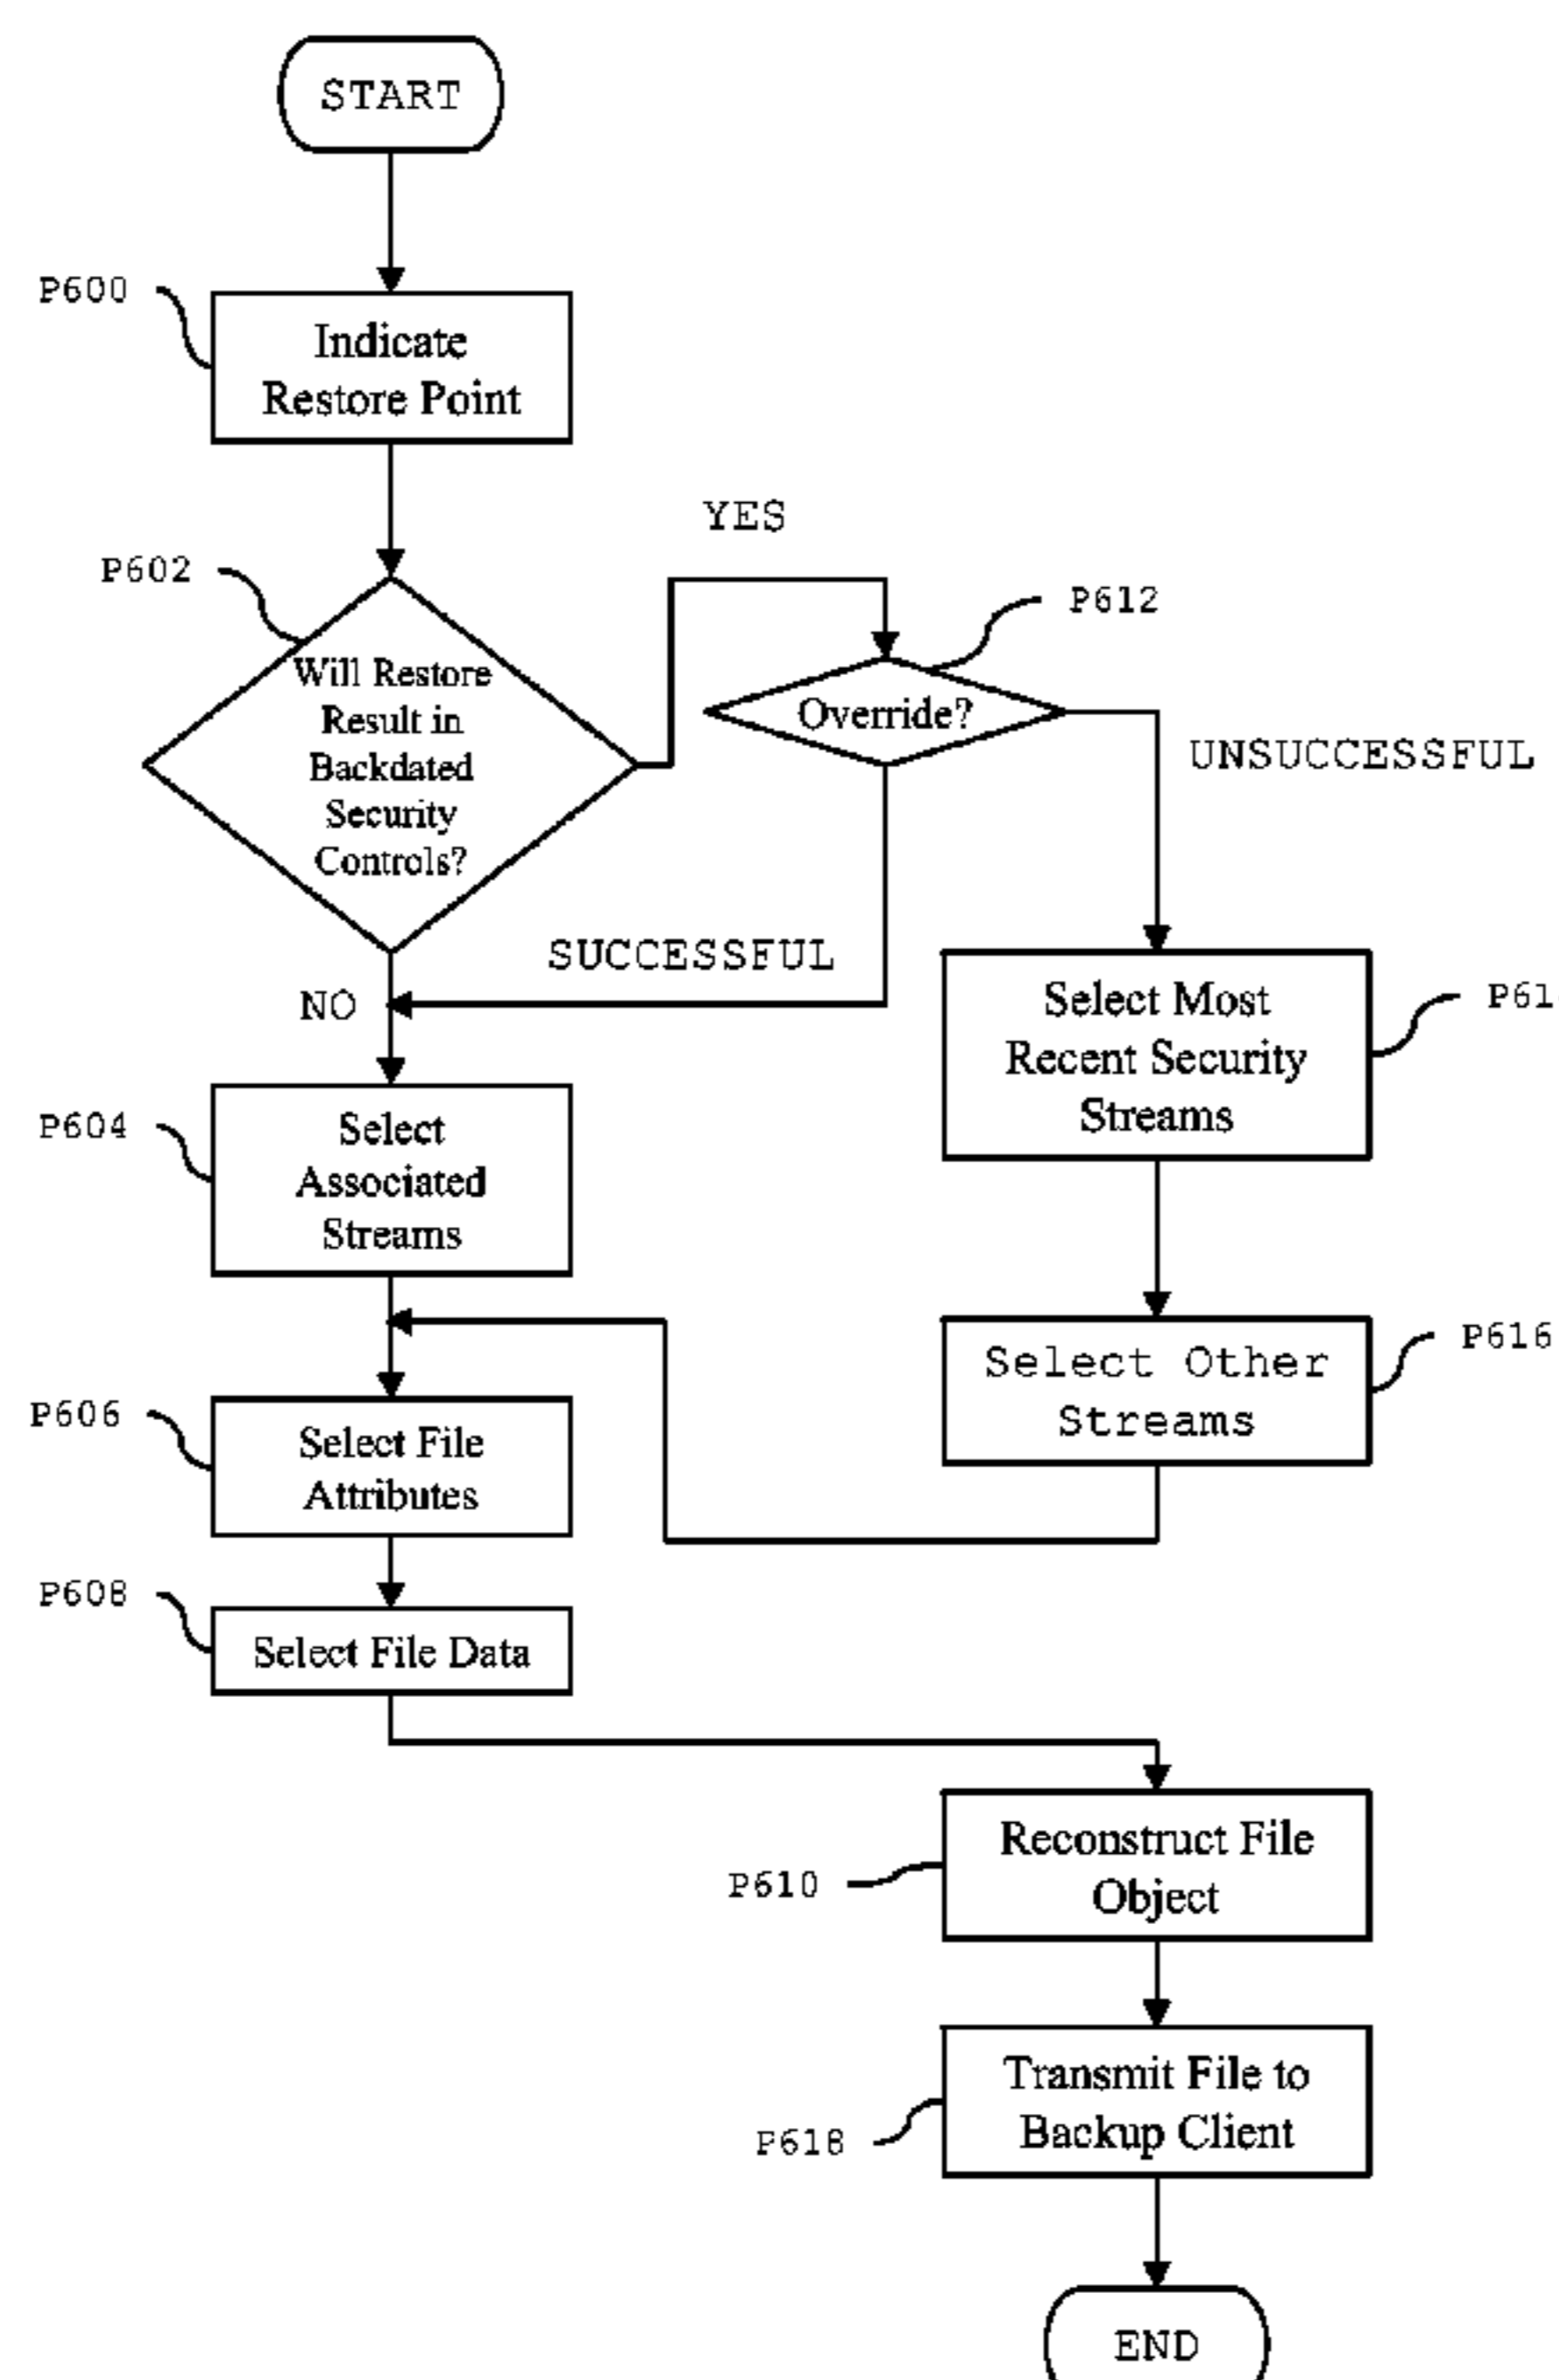 START
P600
Indicate
Restore Point
YES
P602
P612
Will Restore
Result in
Backdated
Security
Controls?
Override?
UNSUCCESSFUL
SUCCESSFUL
NO
Select Most
Recent Security
Streams
P61
P604
Select
Associated
Streams
Select Other
Streams
P616
P606
Select File
Attributes
P608
Select File Data
Reconstruct File
Object
P610
Transmit File to
Backup Client
P618
END